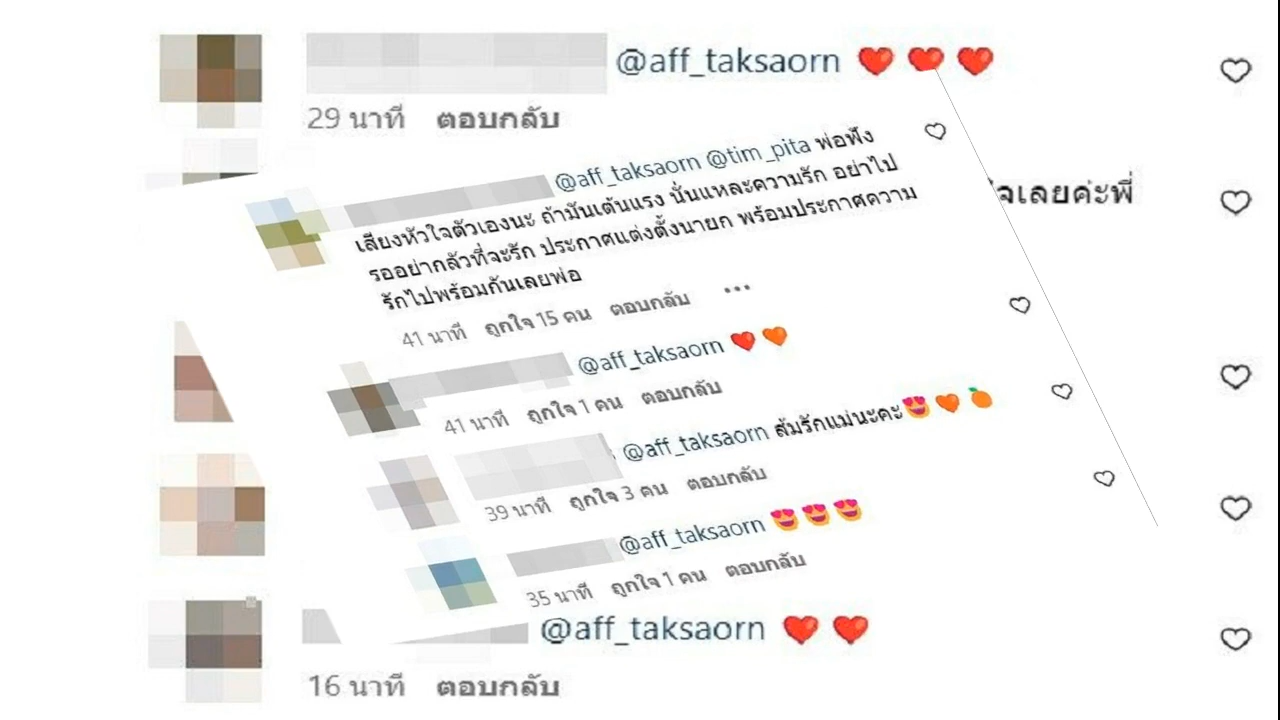 @aff_taksaorn ❤️ ❤️ ❤️
29 นาที ตอบกลับ
@aff_taksaorn @tim_pita พ่อฟัง
เสียงหัวใจตัวเองนะ ถ้ามันเต้นแรง นั่นแหละความรัก อย่าไป
รออย่ากลัวที่จะรัก ประกาศแต่งตั้งนายก พร้อมประกาศความ
รักไปพร้อมกันเลยพ่อ
41 นาที ถูกใจ 15 คน ตอบกลับ ...
เลยค่ะพี่
@aff_taksaorn ❤️ 🧡
41 นาที ถูกใจ 1 คน ตอบกลับ
@aff_taksaorn ส้มรักแม่นะคะ😍 🧡 🍊
39 นาที ถูกใจ 3 คน ตอบกลับ
@aff_taksaorn 😍 😍 😍
35 นาที ถูกใจ 1 คน ตอบกลับ
@aff_taksaorn ❤️ ❤️
16 นาที ตอบกลับ